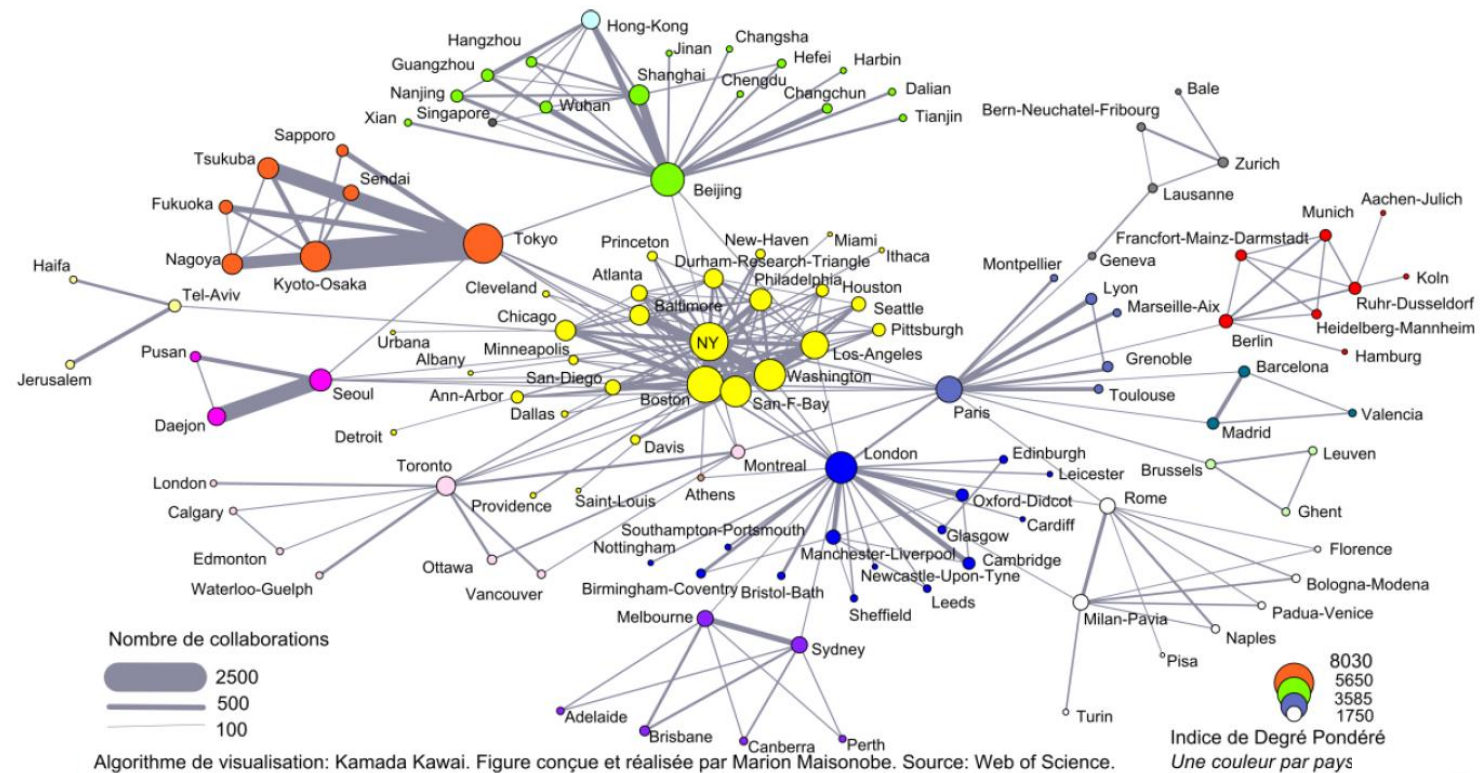 Hong-Kong
Hangzhou
Changsha
Jinan
Guangzhou
Hefei
Harbin
Shanghai
Chengdu
Nanjing
Changchun
Dalian
Singapore
Wuhan
Xian
Tianjin
Bale
Bern-Neuchatel-Fribourg
Sapporo
Tsukuba
Zurich
Sendai
Beijing
Lausanne
Aachen-Julich
Fukuoka
Munich
Tokyo
Princeton
New-Haven
Miami
Francfort-Mainz-Darmstadt
Ithaca
Durham-Research-Triangle
Geneva
Nagoya
Haifa
Atlanta
Philadelphia
Montpellier
Koln
Kyoto-Osaka
Cleveland
Houston
Lyon
Ruhr-Dusseldorf
Tel-Aviv
Baltimore
Marseille-Aix
Chicago
Seattle
Heidelberg-Mannheim
Urbana
NY
Pittsburgh
Berlin
Minneapolis
Los-Angeles
Hamburg
Pusan
Albany
Grenoble
Barcelona
Jerusalem
San-Diego
Washington
Seoul
Ann-Arbor
Boston
San-F-Bay
Toulouse
Paris
Dallas
Valencia
Daejon
Detroit
Madrid
Davis
London
Edinburgh
Leuven
Toronto
Montreal
Brussels
Leicester
London
Athens
Rome
Providence
Saint-Louis
Oxford-Didcot
Calgary
Ghent
Cardiff
Southampton-Portsmouth
Glasgow
Nottingham
Manchester-Liverpool
Florence
Edmonton
Ottawa
Cambridge
Newcastle-Upon-Tyne
Bologna-Modena
Waterloo-Guelph
Vancouver
Birmingham-Coventry
Bristol-Bath
Leeds
Sheffield
Padua-Venice
Melbourne
Milan-Pavia
Naples
Sydney
Pisa
Turin
Adelaide
Brisbane
Canberra
Perth
Nombre de collaborations
2500
500
100
8030
5650
3585
1750
Indice de Degré Pondéré
Une couleur par pays
Algorithme de visualisation: Kamada Kawai. Figure conçue et réalisée par Marion Maisonobe. Source: Web of Science.